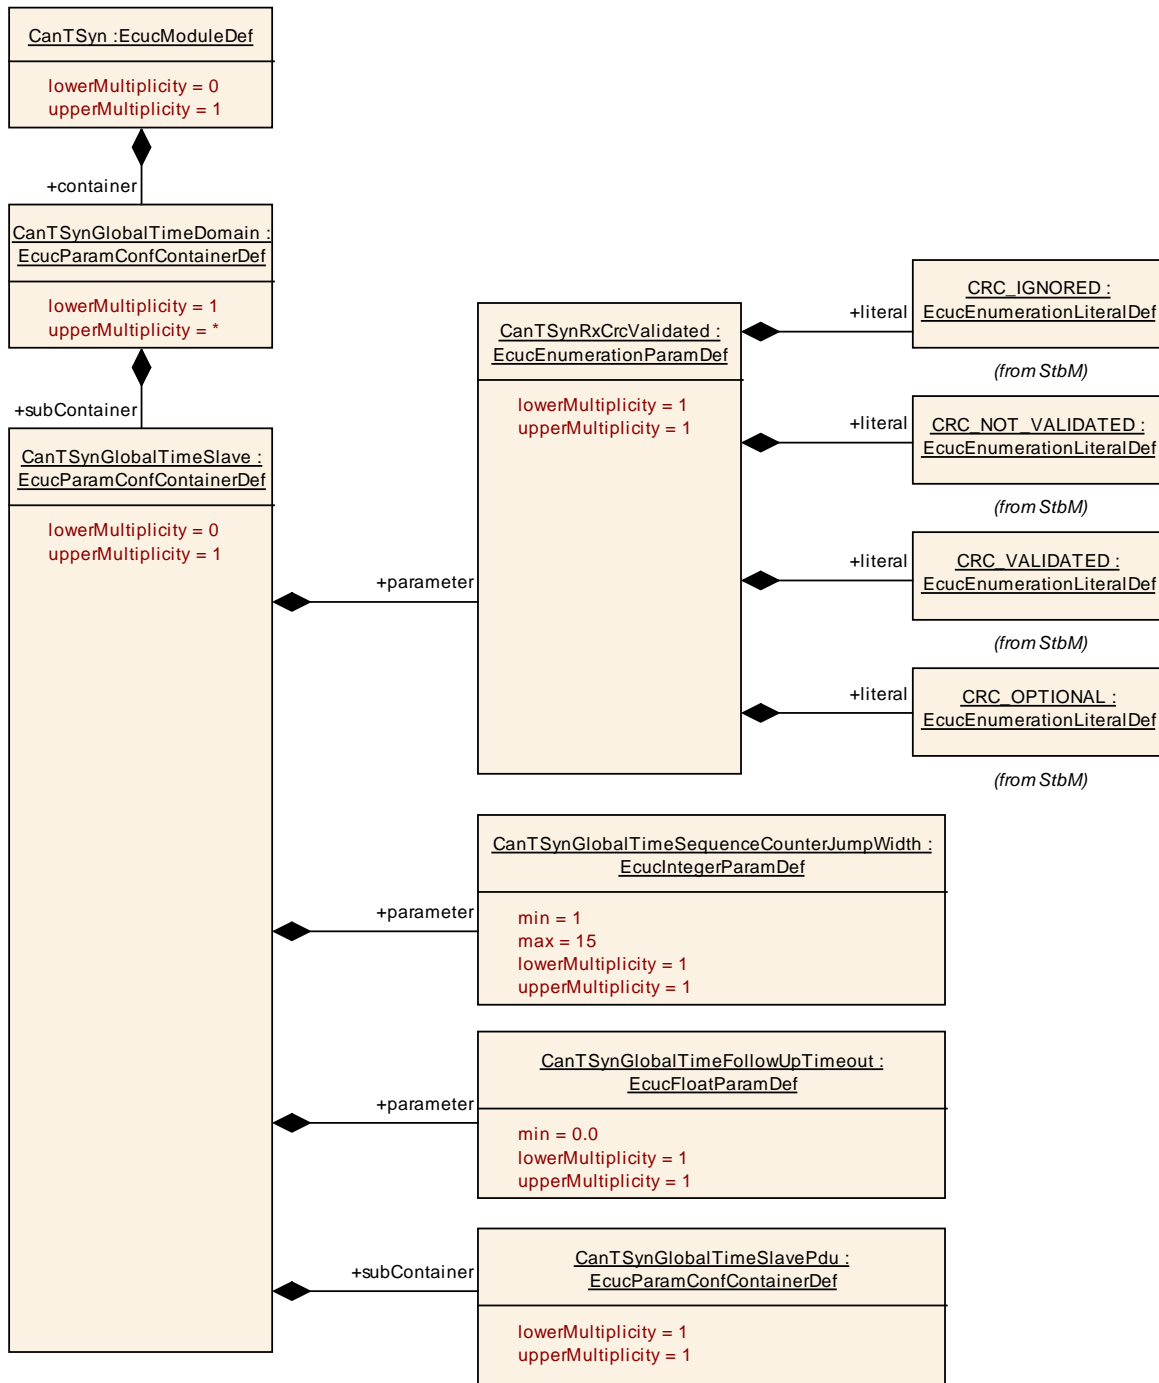 CanTSyn :EcucModuleDef
lowerMultiplicity = 0
upperMultiplicity = 1
+container
CanTSynGlobalTimeDomain :
EcucParamConfContainerDef
lowerMultiplicity = 1
upperMultiplicity = *
+subContainer
CanTSynGlobalTimeSlave :
EcucParamConfContainerDef
lowerMultiplicity = 0
upperMultiplicity = 1
+parameter
CanTSynRxCrcValidated :
EcucEnumerationParamDef
lowerMultiplicity = 1
upperMultiplicity = 1
+literal
CRC_IGNORED :
EcucEnumerationLiteralDef
(from StbM)
+literal
CRC_NOT_VALIDATED :
EcucEnumerationLiteralDef
(from StbM)
+literal
CRC_VALIDATED :
EcucEnumerationLiteralDef
(from StbM)
+literal
CRC_OPTIONAL :
EcucEnumerationLiteralDef
(from StbM)
+parameter
CanTSynGlobalTimeSequenceCounterJumpWidth :
EcucIntegerParamDef
min = 1
max = 15
lowerMultiplicity = 1
upperMultiplicity = 1
+parameter
CanTSynGlobalTimeFollowUpTimeout :
EcucFloatParamDef
min = 0.0
lowerMultiplicity = 1
upperMultiplicity = 1
+subContainer
CanTSynGlobalTimeSlavePdu :
EcucParamConfContainerDef
lowerMultiplicity = 1
upperMultiplicity = 1